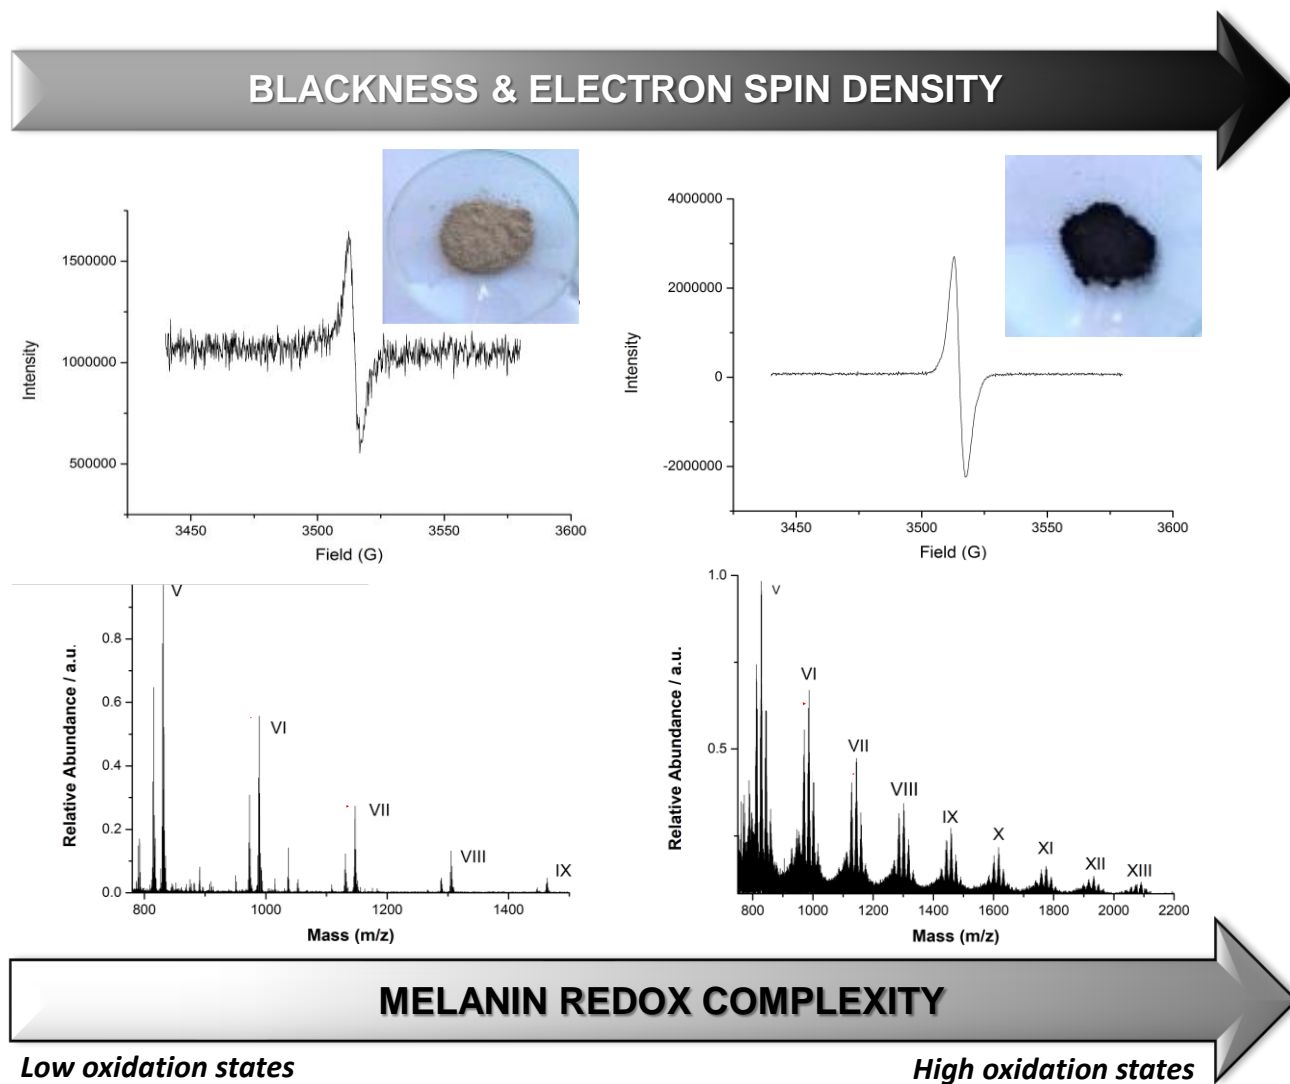 BLACKNESS & ELECTRON SPIN DENSITY
1500000
1000000
500000
Intensity
3450
3500
3550
3600
Field (G)
4000000
2000000
0
-2000000
Intensity
3450
3500
3550
3600
Field (G)
0.8
0.6
0.4
0.2
0.0
Relative Abundance / a.u.
V
VI
VII
VIII
IX
800
1000
1200
1400
Mass (m/z)
1.0
0.5
Relative Abundance / a.u.
V
VI
VII
VIII
IX
X
XI
XII
XIII
800
1000
1200
1400
1600
1800
2000
2200
Mass (m/z)
MELANIN REDOX COMPLEXITY
Low oxidation states
High oxidation states